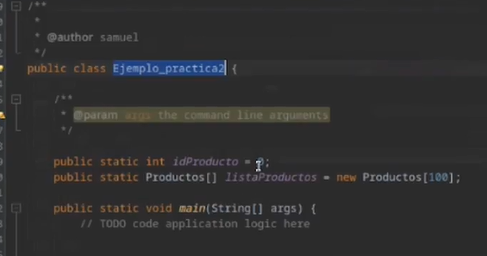 /**
*
* @author samuel
*/
public class Ejemplo_practica2 {
/**
* @param args the command line arguments
*/
public static int idProducto = 0;
public static Productos[] listaProductos = new Productos[100];
public static void main(String[] args) {
// TODO code application logic here